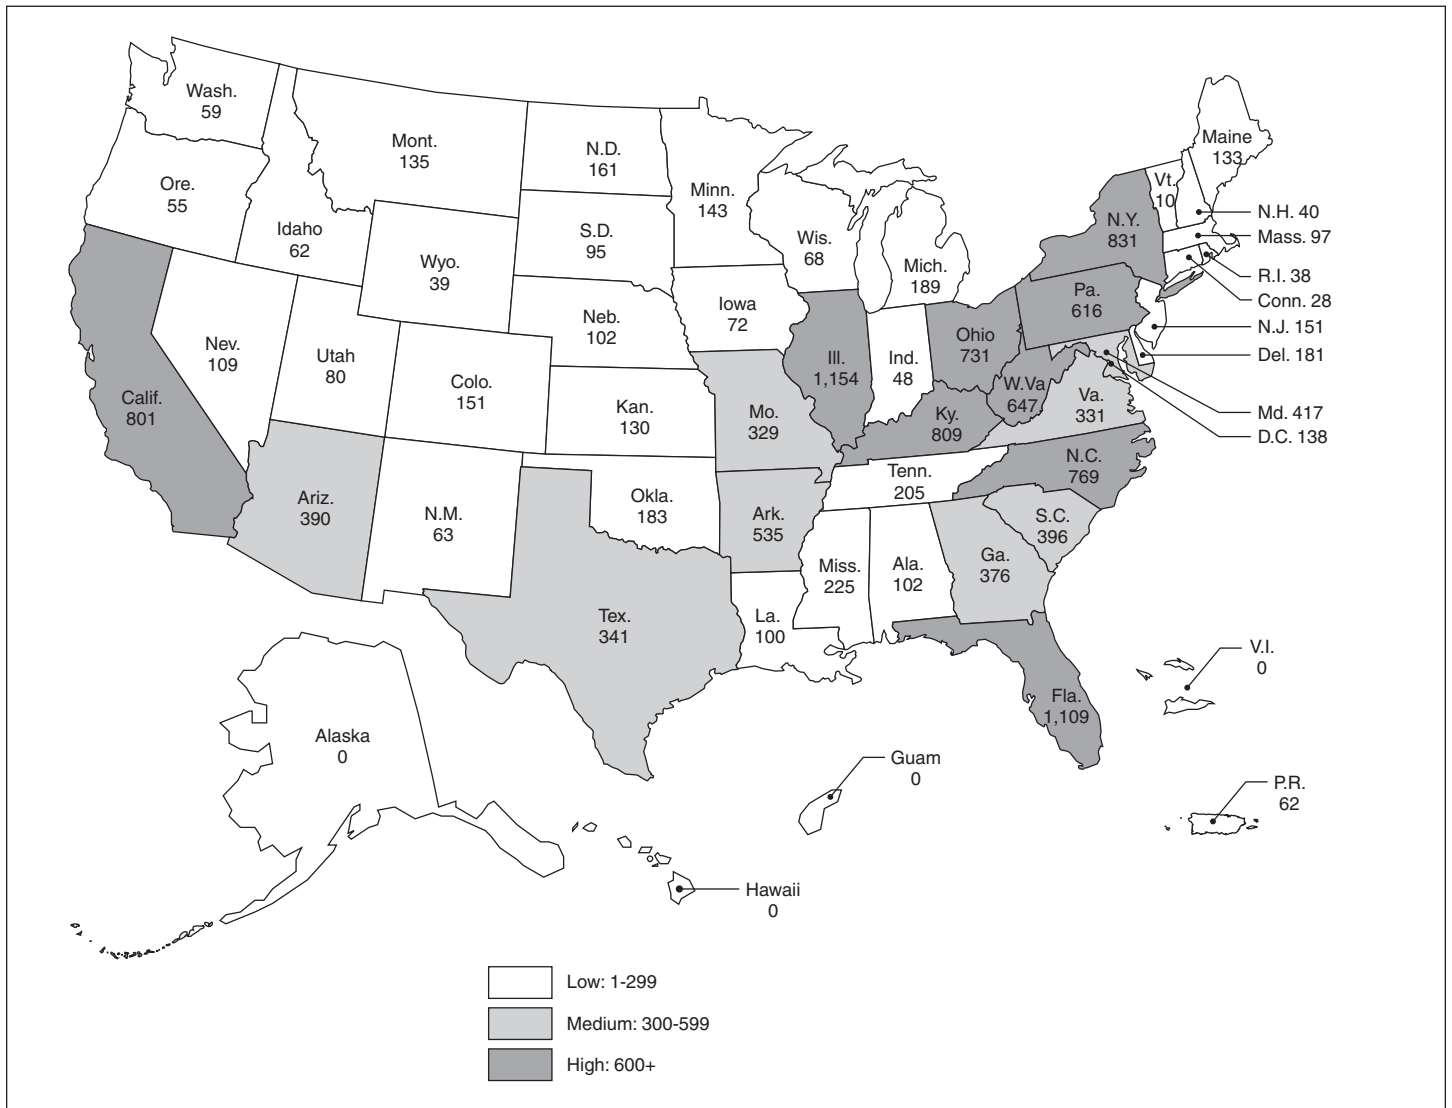 Wash.
59
Ore.
55
Calif.
801
Idaho
62
Nev.
109
Mont.
135
Wyo.
39
Utah
80
Ariz.
390
Colo.
151
N.M.
63
N.D.
161
S.D.
95
Neb.
102
Kan.
130
Okla.
183
Tex.
341
Minn.
143
Iowa
72
Mo.
329
Ark.
535
La.
100
Wis.
68
Ill.
1,154
Mich.
189
Ind.
48
Ohio
731
Ky.
809
Tenn.
205
Miss.
225
Ala.
102
Ga.
376
Fla.
1,109
S.C.
396
N.C.
769
Va.
331
W.Va
647
Pa.
616
N.Y.
831
Vt.
10
Maine
133
N.H. 40
Mass. 97
R.I. 38
Conn. 28
N.J. 151
Del. 181
Md. 417
D.C. 138
V.I.
0
P.R.
62
Guam
0
Hawaii
0
Alaska
0
Low: 1-299
Medium: 300-599
High: 600+